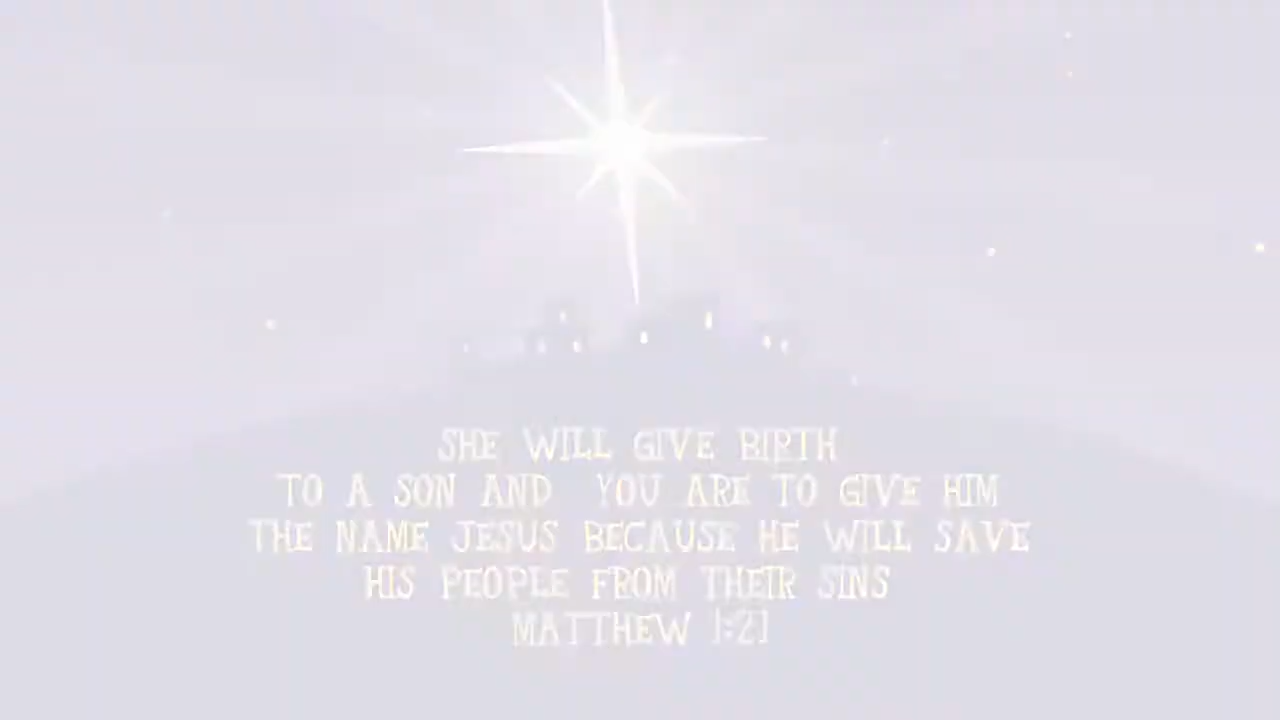 SHE WILL GIVE BIRTH
TO A SON AND YOU ARE TO GIVE HIM
THE NAME JESUS BECAUSE HE WILL SAVE
HIS PEOPLE FROM THEIR SINS
MATTHEW 1:21